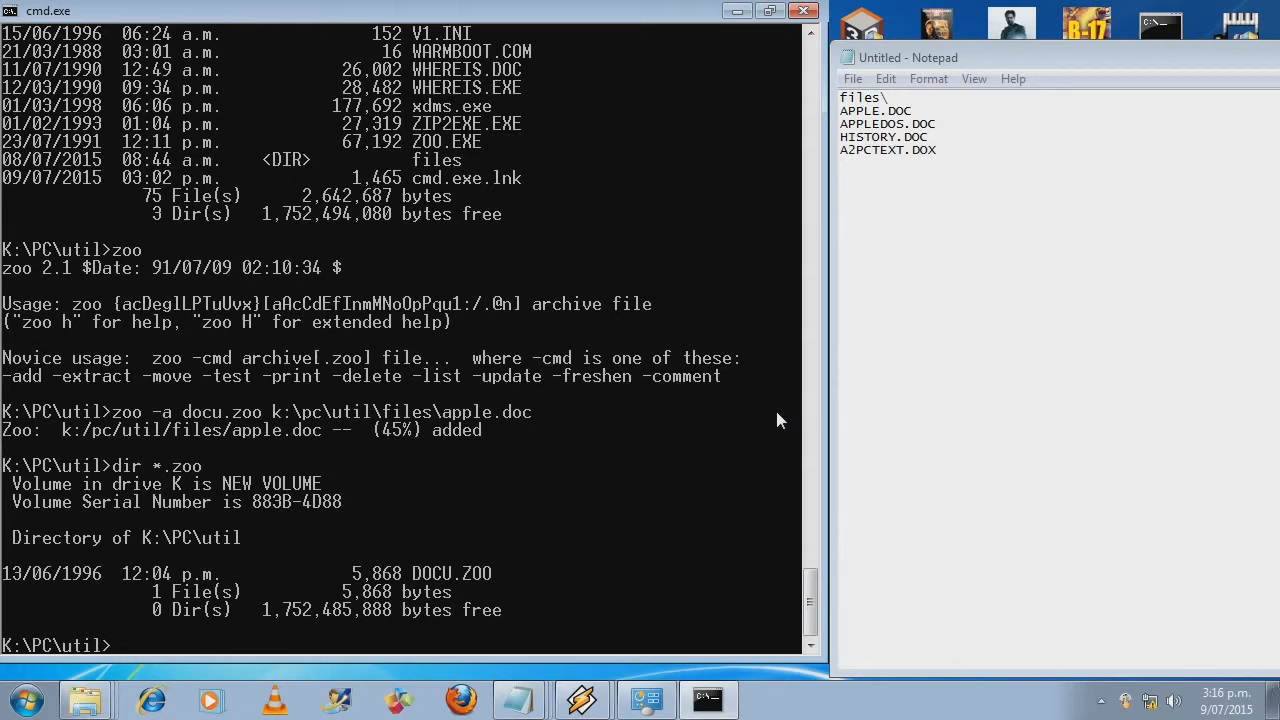 cmd.exe
15/06/1996  06:24 a.m.               152 V1.INI
21/03/1988  03:01 a.m.                16 WARMBOOT.COM
11/07/1990  12:49 a.m.            26,002 WHEREIS.DOC
12/03/1990  09:34 p.m.            28,482 WHEREIS.EXE
01/03/1998  06:06 p.m.           177,692 xdms.exe
01/02/1993  01:04 p.m.            27,319 ZIP2EXE.EXE
23/07/1991  12:11 p.m.            67,192 ZOO.EXE
08/07/2015  08:44 a.m.    <DIR>          files
09/07/2015  03:02 p.m.             1,465 cmd.exe.lnk
75 File(s)      2,642,687 bytes
3 Dir(s)   1,752,494,080 bytes free
K:\PC\util>zoo
zoo 2.1 $Date: 91/07/09 02:10:34 $
Usage: zoo {acDeglLPTuUvx}[aAcCdEfInmMNoOpPqu1:/.@n] archive file
("zoo h" for help, "zoo H" for extended help)
Novice usage:  zoo -cmd archive[.zoo] file...  where -cmd is one of these:
-add -extract -move -test -print -delete -list -update -freshen -comment
K:\PC\util>zoo -a docu.zoo k:\pc\util\files\apple.doc
Zoo:  k:/pc/util/files/apple.doc --  (45%) added
K:\PC\util>dir *.zoo
Volume in drive K is NEW VOLUME
Volume Serial Number is 883B-4D88
Directory of K:\PC\util
13/06/1996  12:04 p.m.             5,868 DOCU.ZOO
1 File(s)          5,868 bytes
0 Dir(s)   1,752,485,888 bytes free
K:\PC\util>
B-17
C:\>_
Untitled - Notepad
File Edit Format View Help
files\
APPLE.DOC
APPLEDOS.DOC
HISTORY.DOC
A2PCTEXT.DOX
3:16 p.m.
9/07/2015